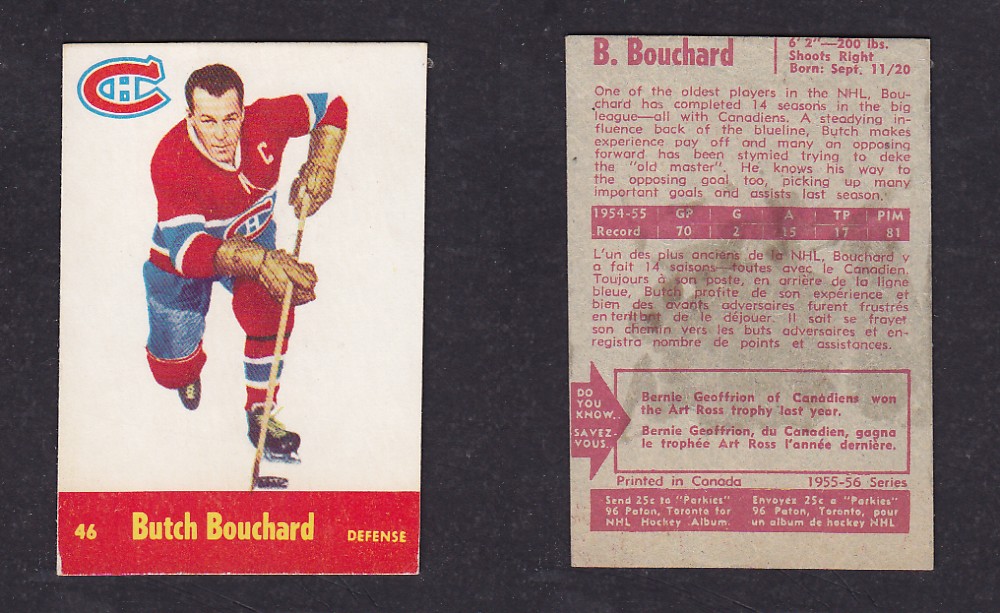 C
46 Butch Bouchard DEFENSE
B. Bouchard
6' 2"—200 lbs.
Shoots Right
Born: Sept. 11/20
One of the oldest players in the NHL, Bou-
chard has completed 14 seasons in the big
league—all with Canadiens. A steadying in-
fluence back of the blueline, Butch makes
experience pay off and many an opposing
forward has been stymied trying to deke
the "old master". He knows his way to
the opposing goal too, picking up many
important goals and assists last season.
1954-55 GP G A TP PIM
Record 70 2 15 17 81
L'un des plus anciens de la NHL, Bouchard y
a fait 14 saisons—toutes avec le Canadien.
Toujours à son poste, en arrière de la ligne
bleue, Butch profite de son expérience et
bien des avants adversaires furent frustrés
en tentant de le déjouer. Il sait se frayer
son chemin vers les buts adversaires et en-
registra nombre de points et assistances.
DO
YOU
KNOW..
SAVEZ-
VOUS.
Bernie Geoffrion of Canadiens won
the Art Ross trophy last year.
Bernie Geoffrion, du Canadien, gagna
le trophée Art Ross l'année dernière.
Printed in Canada 1955-56 Series
Send 25c to "Parkies"
96 Paton, Toronto for
NHL Hockey Album.
Envoyez 25c a "Parkies"
96 Paton, Toronto, pour
un album de hockey NHL